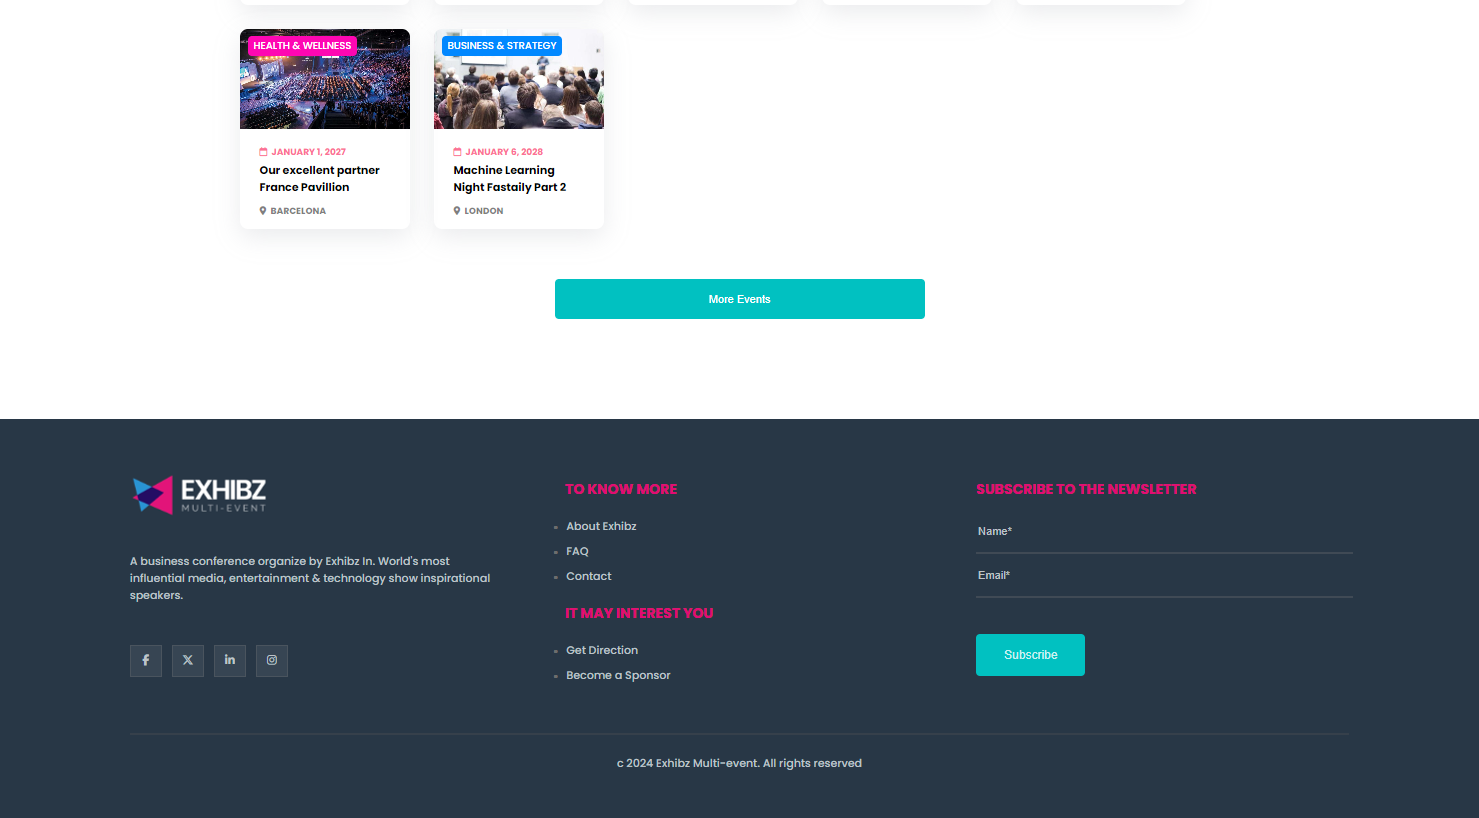 HEALTH & WELLNESS
BUSINESS & STRATEGY
JANUARY 1, 2027
Our excellent partner
France Pavillion
BARCELONA
JANUARY 6, 2028
Machine Learning
Night Fastaily Part 2
LONDON
More Events
EXHIBZ
MULTI-EVENT
A business conference organize by Exhibz In. World's most
influential media, entertainment & technology show inspirational
speakers.
TO KNOW MORE
About Exhibz
FAQ
Contact
IT MAY INTEREST YOU
Get Direction
Become a Sponsor
SUBSCRIBE TO THE NEWSLETTER
Name*
Email*
Subscribe
c 2024 Exhibz Multi-event. All rights reserved